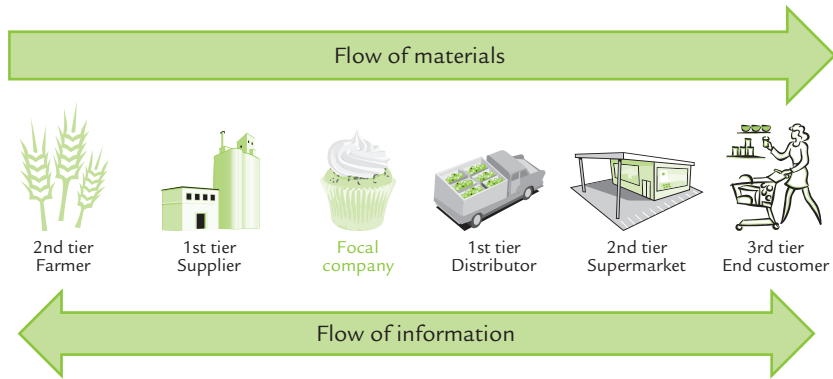 Flow of materials
2nd tier
Farmer
1st tier
Supplier
Focal
company
1st tier
Distributor
2nd tier
Supermarket
3rd tier
End customer
Flow of information